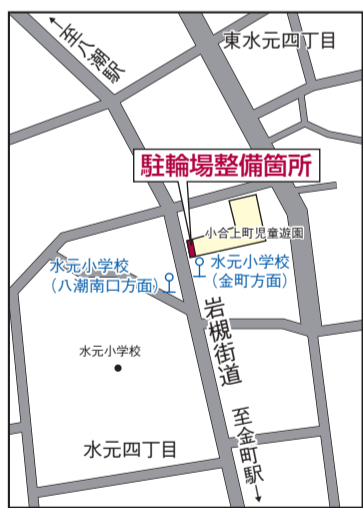 至八潮駅
東水元四丁目
駐輪場整備箇所
小合上町児童遊園
水元小学校
(八潮南口方面)
水元小学校
(金町方面)
岩槻街道
水元小学校
至金町駅
水元四丁目